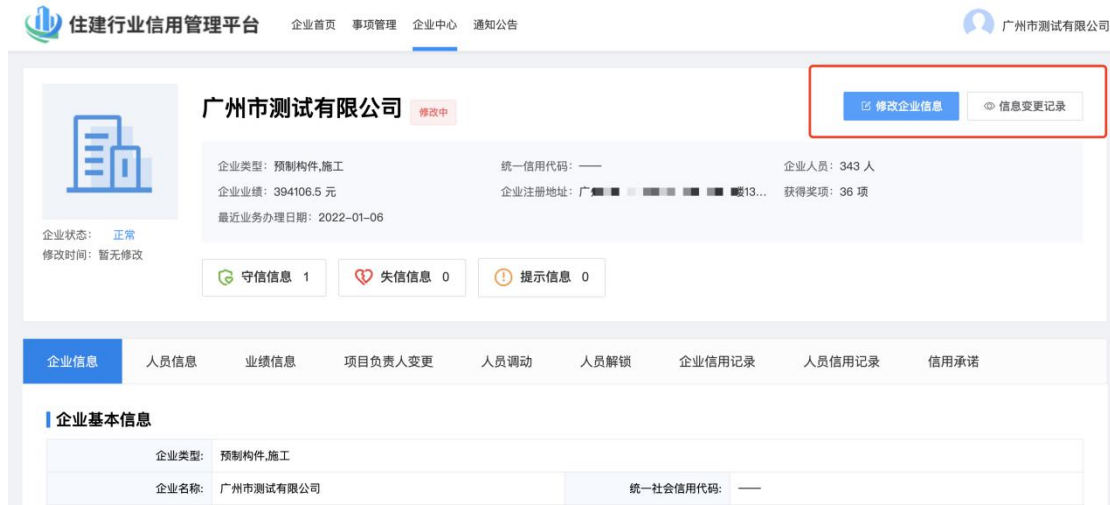 住建行业信用管理平台 企业首页 事项管理 企业中心 通知公告 广州市测试有限公司
广州市测试有限公司 修改中 修改企业信息 信息变更记录
企业类型: 预制构件,施工 统一信用代码: —— 企业人员: 343 人
企业业绩: 394106.5 元 企业注册地址: 广 楼13... 获得奖项: 36 项
最近业务办理日期: 2022-01-06
企业状态: 正常
修改时间: 暂无修改
守信信息 1 失信信息 0 提示信息 0
企业信息 人员信息 业绩信息 项目负责人变更 人员调动 人员解锁 企业信用记录 人员信用记录 信用承诺
企业基本信息
企业类型: 预制构件,施工
企业名称: 广州市测试有限公司 统一社会信用代码: ——